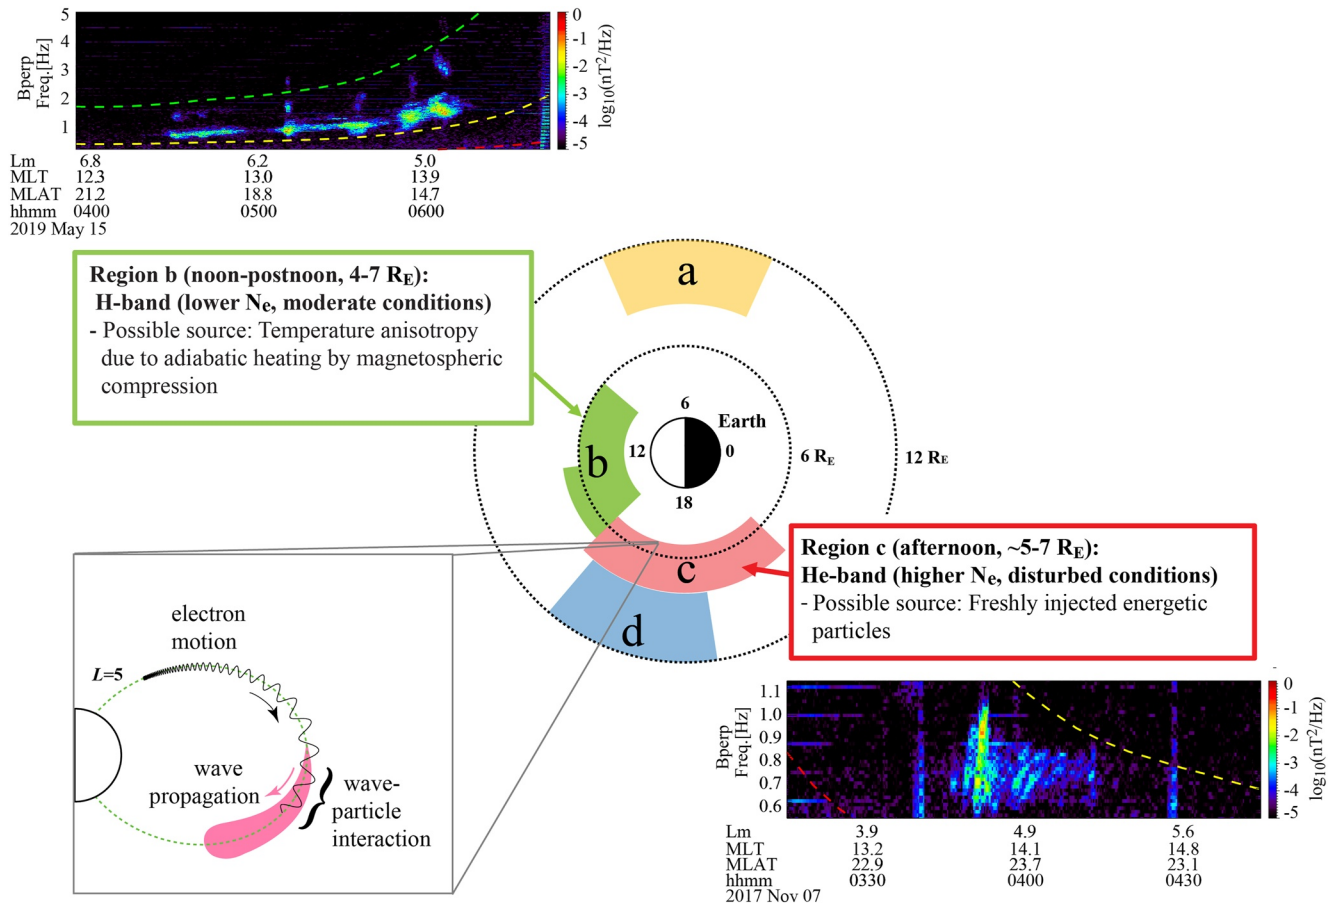 5
4
3
2
1
Bperp
Freq.[Hz]
0
-1
-2
-3
-4
-5
log10(nT2/Hz)
Lm 6.8 6.2 5.0
MLT 12.3 13.0 13.9
MLAT 21.2 18.8 14.7
hhmm 0400 0500 0600
2019 May 15
Region b (noon-postnoon, 4-7 RE):
H-band (lower Ne, moderate conditions)
- Possible source: Temperature anisotropy
due to adiabatic heating by magnetospheric
compression
a
6
Earth
12
0
18
6 RE
12 RE
b
c
d
Region c (afternoon, ~5-7 RE):
He-band (higher Ne, disturbed conditions)
- Possible source: Freshly injected energetic
particles
electron
motion
L=5
wave
propagation
wave-
particle
interaction
1.1
1.0
0.9
0.8
0.7
0.6
Bperp
Freq.[Hz]
0
-1
-2
-3
-4
-5
log10(nT2/Hz)
Lm 3.9 4.9 5.6
MLT 13.2 14.1 14.8
MLAT 22.9 23.7 23.1
hhmm 0330 0400 0430
2017 Nov 07